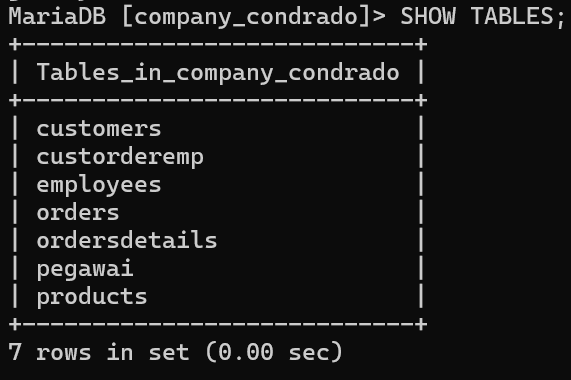 MariaDB [company_condrado]> SHOW TABLES;
+----------------------------+
| Tables_in_company_condrado |
+----------------------------+
| customers                  |
| custorderemp               |
| employees                  |
| orders                     |
| ordersdetails              |
| pegawai                    |
| products                   |
+----------------------------+
7 rows in set (0.00 sec)